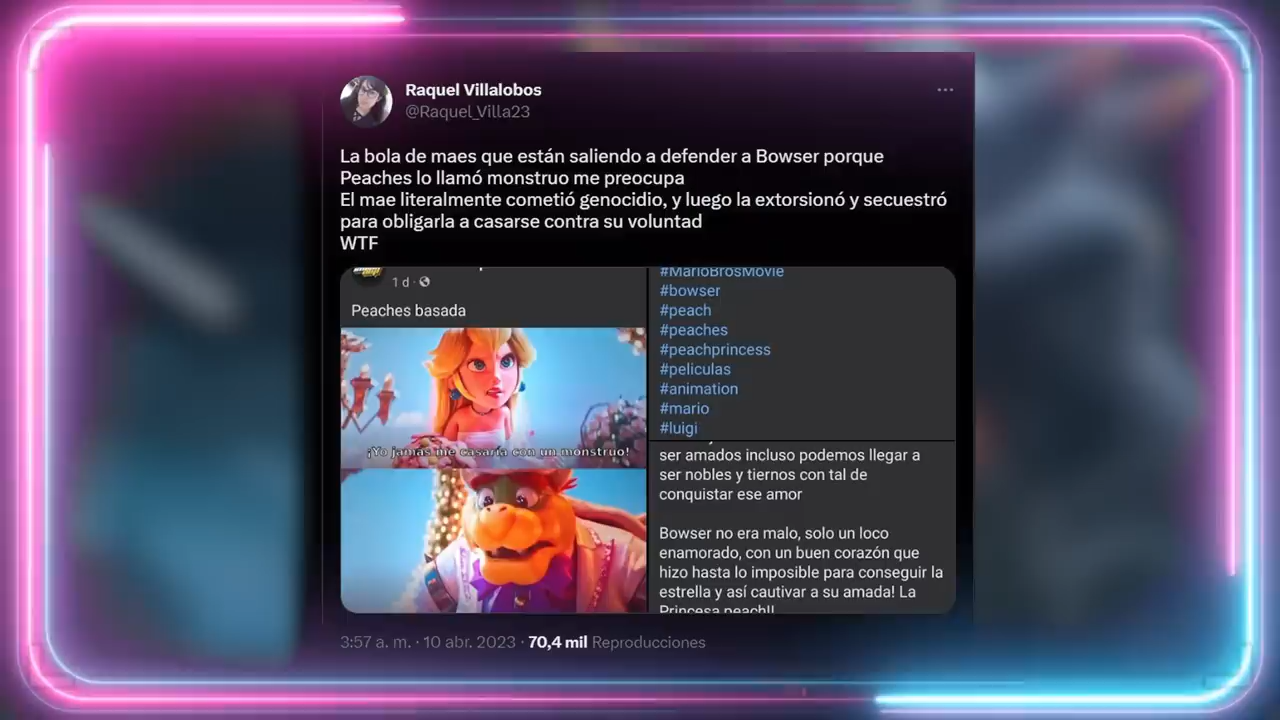 Raquel Villalobos
@Raquel_Villa23
La bola de maes que están saliendo a defender a Bowser porque
Peaches lo llamó monstruo me preocupa
El mae literalmente cometió genocidio, y luego la extorsionó y secuestró
para obligarla a casarse contra su voluntad
WTF
1 d ·
Peaches basada
¡Yo jamás me casaría con un monstruo!
#MarioBrosMovie
#bowser
#peach
#peaches
#peachprincess
#peliculas
#animation
#mario
#luigi
ser amados incluso podemos llegar a
ser nobles y tiernos con tal de
conquistar ese amor
Bowser no era malo, solo un loco
enamorado, con un buen corazón que
hizo hasta lo imposible para conseguir la
estrella y así cautivar a su amada! La
Princesa peach!!
3:57 a. m. · 10 abr. 2023 · 70,4 mil Reproducciones